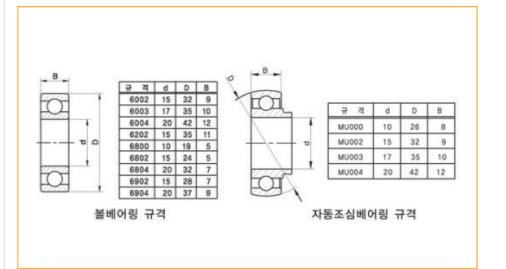 B
d
D
규 격 d D B
6002 15 32 9
6003 17 35 10
6004 20 42 12
6202 15 35 11
6800 10 19 5
6802 15 24 5
6804 20 32 7
6902 15 28 7
6904 20 37 9
볼베어링 규격
B
D
d
규 격 d D B
MU000 10 26 8
MU002 15 32 9
MU003 17 35 10
MU004 20 42 12
자동조심베어링 규격